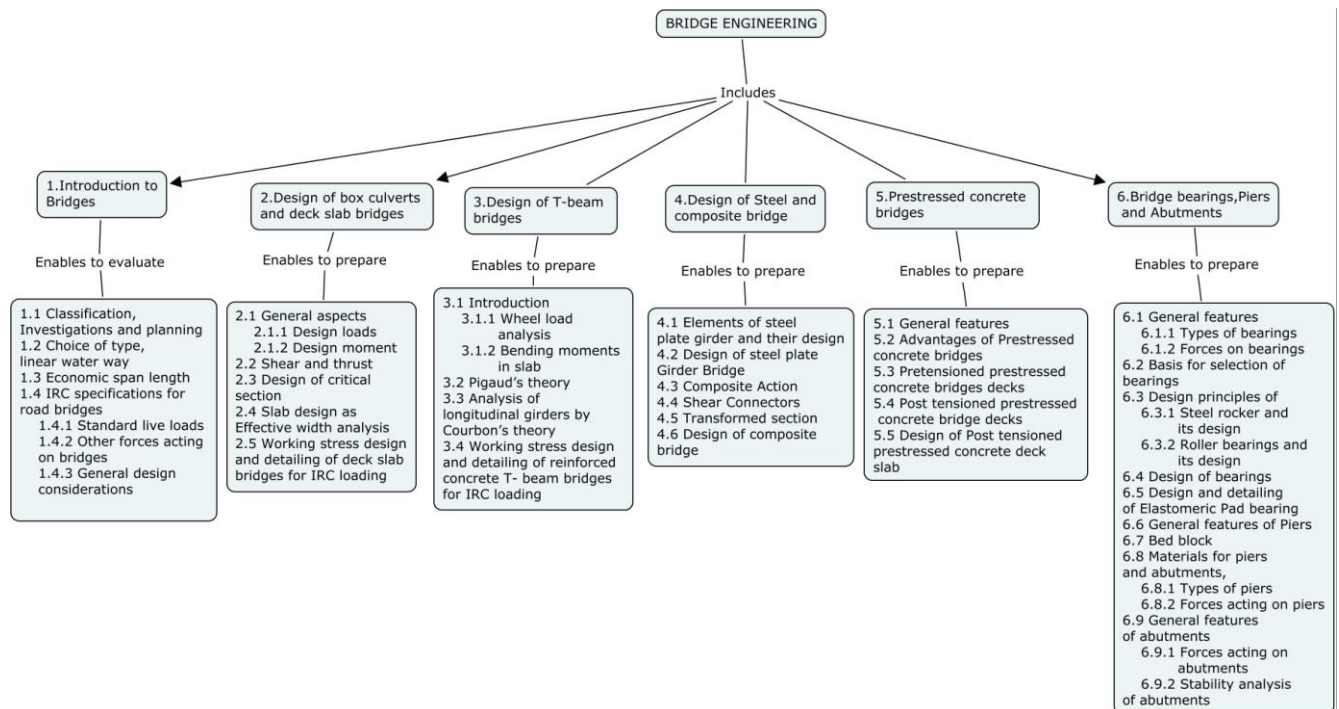 BRIDGE ENGINEERING
Includes
1.Introduction to
Bridges
2.Design of box culverts
and deck slab bridges
3.Design of T-beam
bridges
4.Design of Steel and
composite bridge
5.Prestressed concrete
bridges
6.Bridge bearings,Piers
and Abutments
Enables to evaluate
Enables to prepare
Enables to prepare
Enables to prepare
Enables to prepare
Enables to prepare
1.1 Classification,
Investigations and planning
1.2 Choice of type,
linear water way
1.3 Economic span length
1.4 IRC specifications for
road bridges
1.4.1 Standard live loads
1.4.2 Other forces acting
on bridges
1.4.3 General design
considerations
2.1 General aspects
2.1.1 Design loads
2.1.2 Design moment
2.2 Shear and thrust
2.3 Design of critical
section
2.4 Slab design as
Effective width analysis
2.5 Working stress design
and detailing of deck slab
bridges for IRC loading
3.1 Introduction
3.1.1 Wheel load
analysis
3.1.2 Bending moments
in slab
3.2 Pigaud's theory
3.3 Analysis of
longitudinal girders by
Courbon's theory
3.4 Working stress design
and detailing of reinforced
concrete T- beam bridges
for IRC loading
4.1 Elements of steel
plate girder and their design
4.2 Design of steel plate
Girder Bridge
4.3 Composite Action
4.4 Shear Connectors
4.5 Transformed section
4.6 Design of composite
bridge
5.1 General features
5.2 Advantages of Prestressed
concrete bridges
5.3 Pretensioned prestressed
concrete bridges decks
5.4 Post tensioned prestressed
concrete bridge decks
5.5 Design of Post tensioned
prestressed concrete deck
slab
6.1 General features
6.1.1 Types of bearings
6.1.2 Forces on bearings
6.2 Basis for selection of
bearings
6.3 Design principles of
6.3.1 Steel rocker and
its design
6.3.2 Roller bearings and
its design
6.4 Design of bearings
6.5 Design and detailing
of Elastomeric Pad bearing
6.6 General features of Piers
6.7 Bed block
6.8 Materials for piers
and abutments,
6.8.1 Types of piers
6.8.2 Forces acting on piers
6.9 General features
of abutments
6.9.1 Forces acting on
abutments
6.9.2 Stability analysis
of abutments